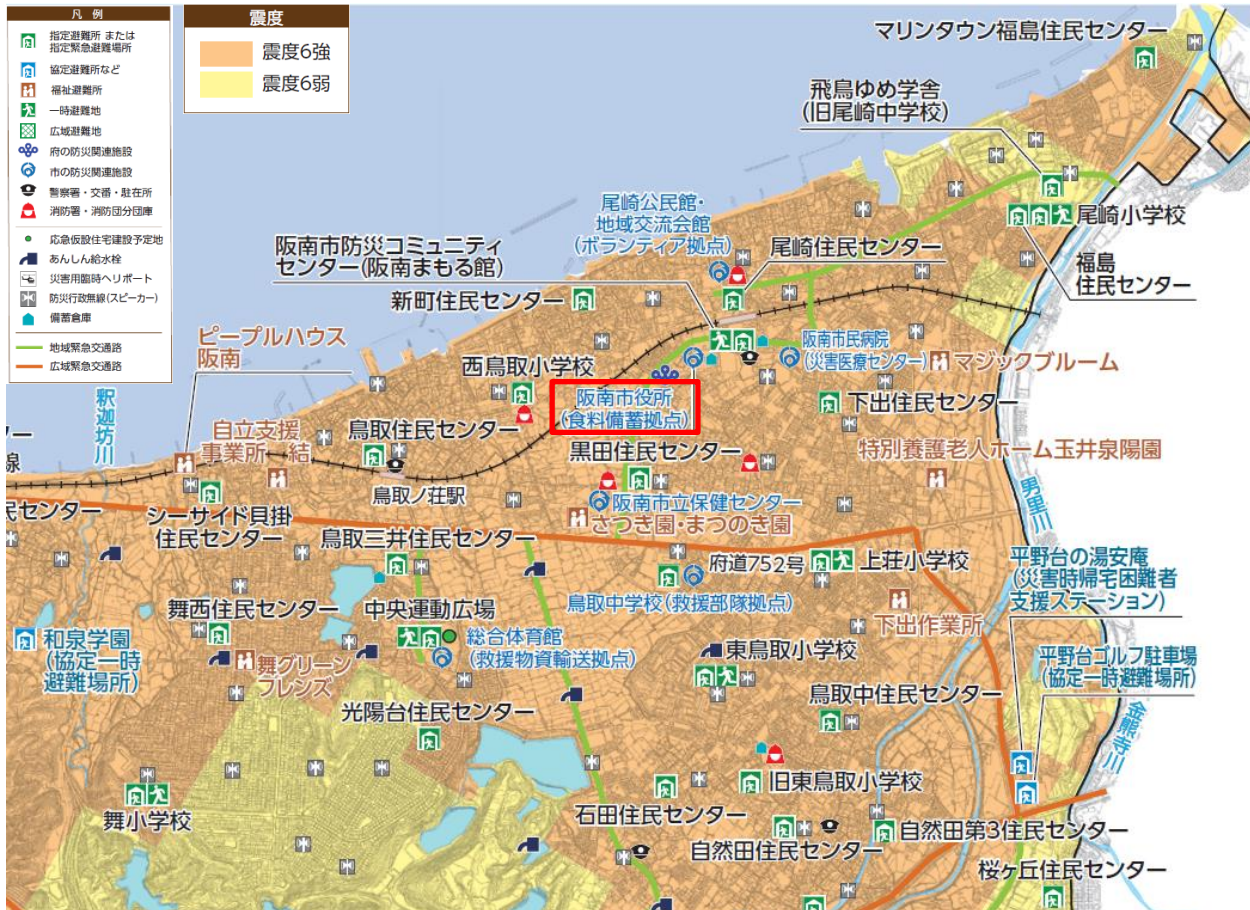 凡 例
指定避難所 または
指定緊急避難場所
協定避難所など
福祉避難所
一時避難地
広域避難地
府の防災関連施設
市の防災関連施設
警察署・交番・駐在所
消防署・消防団分団庫
応急仮設住宅建設予定地
あんしん給水栓
災害用臨時ヘリポート
防災行政無線(スピーカー)
備蓄倉庫
地域緊急交通路
広域緊急交通路
震度
震度6強
震度6弱
マリンタウン福島住民センター
飛鳥ゆめ学舎
(旧尾崎中学校)
尾崎小学校
福島
住民センター
尾崎公民館・
地域交流会館
(ボランティア拠点)
尾崎住民センター
阪南市防災コミュニティ
センター(阪南まもる館)
新町住民センター
ピープルハウス
阪南
西鳥取小学校
阪南市役所
(食料備蓄拠点)
阪南市民病院
(災害医療センター)
マジックブルーム
下出住民センター
釈迦坊川
自立支援
事業所 結
鳥取住民センター
黒田住民センター
特別養護老人ホーム玉井泉陽園
男里川
ター
線
鳥取ノ荘駅
阪南市立保健センター
さつき園・まつのき園
民センター
シーサイド貝掛
住民センター
鳥取三井住民センター
府道752号
上荘小学校
平野台の湯安庵
(災害時帰宅困難者
支援ステーション)
鳥取中学校(救援部隊拠点)
舞西住民センター
中央運動広場
下出作業所
和泉学園
(協定一時
避難場所)
総合体育館
(救援物資輸送拠点)
舞グリーン
フレンズ
東鳥取小学校
平野台ゴルフ駐車場
(協定一時避難場所)
鳥取中住民センター
光陽台住民センター
金熊寺川
旧東鳥取小学校
舞小学校
石田住民センター
自然田住民センター
自然田第3住民センター
桜ヶ丘住民センター